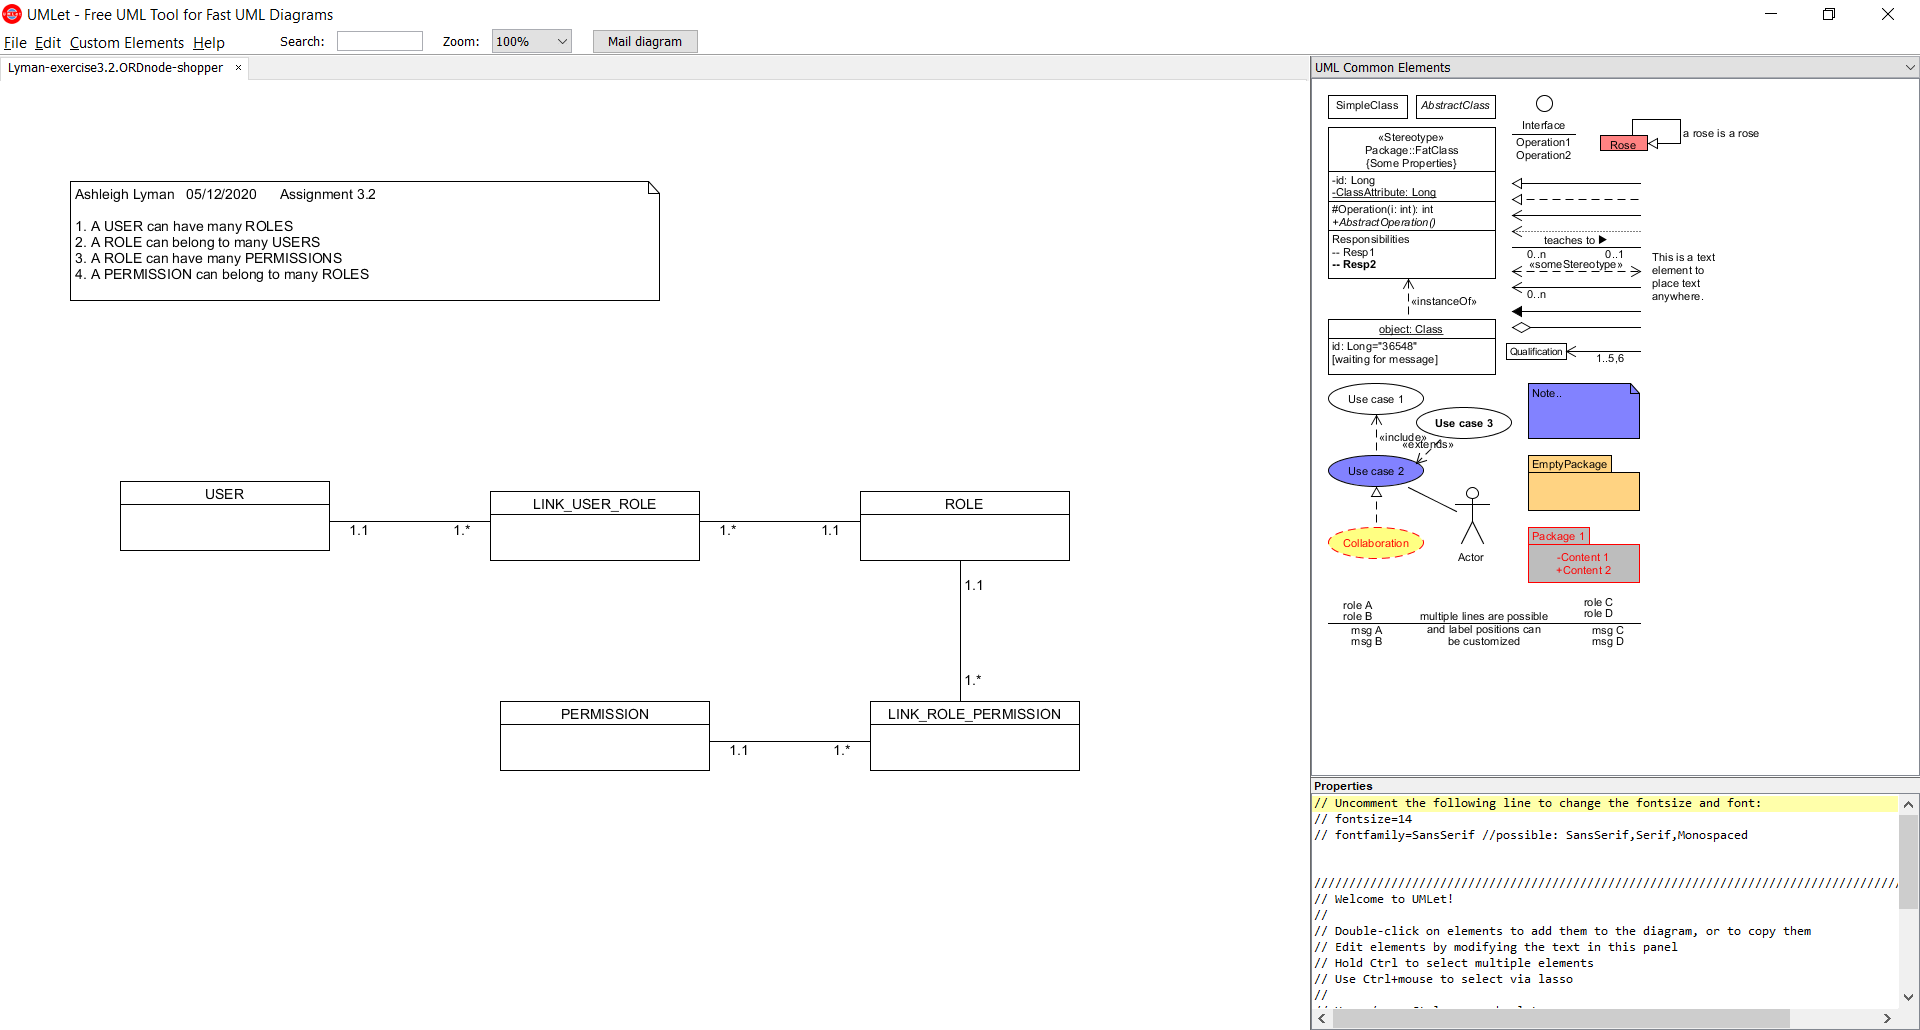 UMLet - Free UML Tool for Fast UML Diagrams
File Edit Custom Elements Help Search: Zoom: 100% Mail diagram
Lyman-exercise3.2.ORDnode-shopper ×
Ashleigh Lyman 05/12/2020 Assignment 3.2
1. A USER can have many ROLES
2. A ROLE can belong to many USERS
3. A ROLE can have many PERMISSIONS
4. A PERMISSION can belong to many ROLES
USER
LINK_USER_ROLE
ROLE
1.1
1.*
1.*
1.1
1.1
1.*
PERMISSION
LINK_ROLE_PERMISSION
1.1
1.*
UML Common Elements
SimpleClass
AbstractClass
Interface
Operation1
Operation2
Rose
a rose is a rose
«Stereotype»
Package::FatClass
{Some Properties}
-id: Long
-ClassAttribute: Long
#Operation(i: int): int
+AbstractOperation()
Responsibilities
-- Resp1
-- Resp2
teaches to
0..n 0..1
«someStereotype»
0..n
This is a text
element to
place text
anywhere.
«instanceOf»
object: Class
id: Long="36548"
[waiting for message]
Qualification
1..5,6
Use case 1
Use case 3
«include»
«extends»
Use case 2
Collaboration
Actor
Note..
EmptyPackage
Package 1
-Content 1
+Content 2
role A
role B
msg A
msg B
multiple lines are possible
and label positions can
be customized
role C
role D
msg C
msg D
Properties
// Uncomment the following line to change the fontsize and font:
// fontsize=14
// fontfamily=SansSerif //possible: SansSerif,Serif,Monospaced
////////////////////////////////////////////////////////////////////////////////////
// Welcome to UMLet!
//
// Double-click on elements to add them to the diagram, or to copy them
// Edit elements by modifying the text in this panel
// Hold Ctrl to select multiple elements
// Use Ctrl+mouse to select via lasso
//